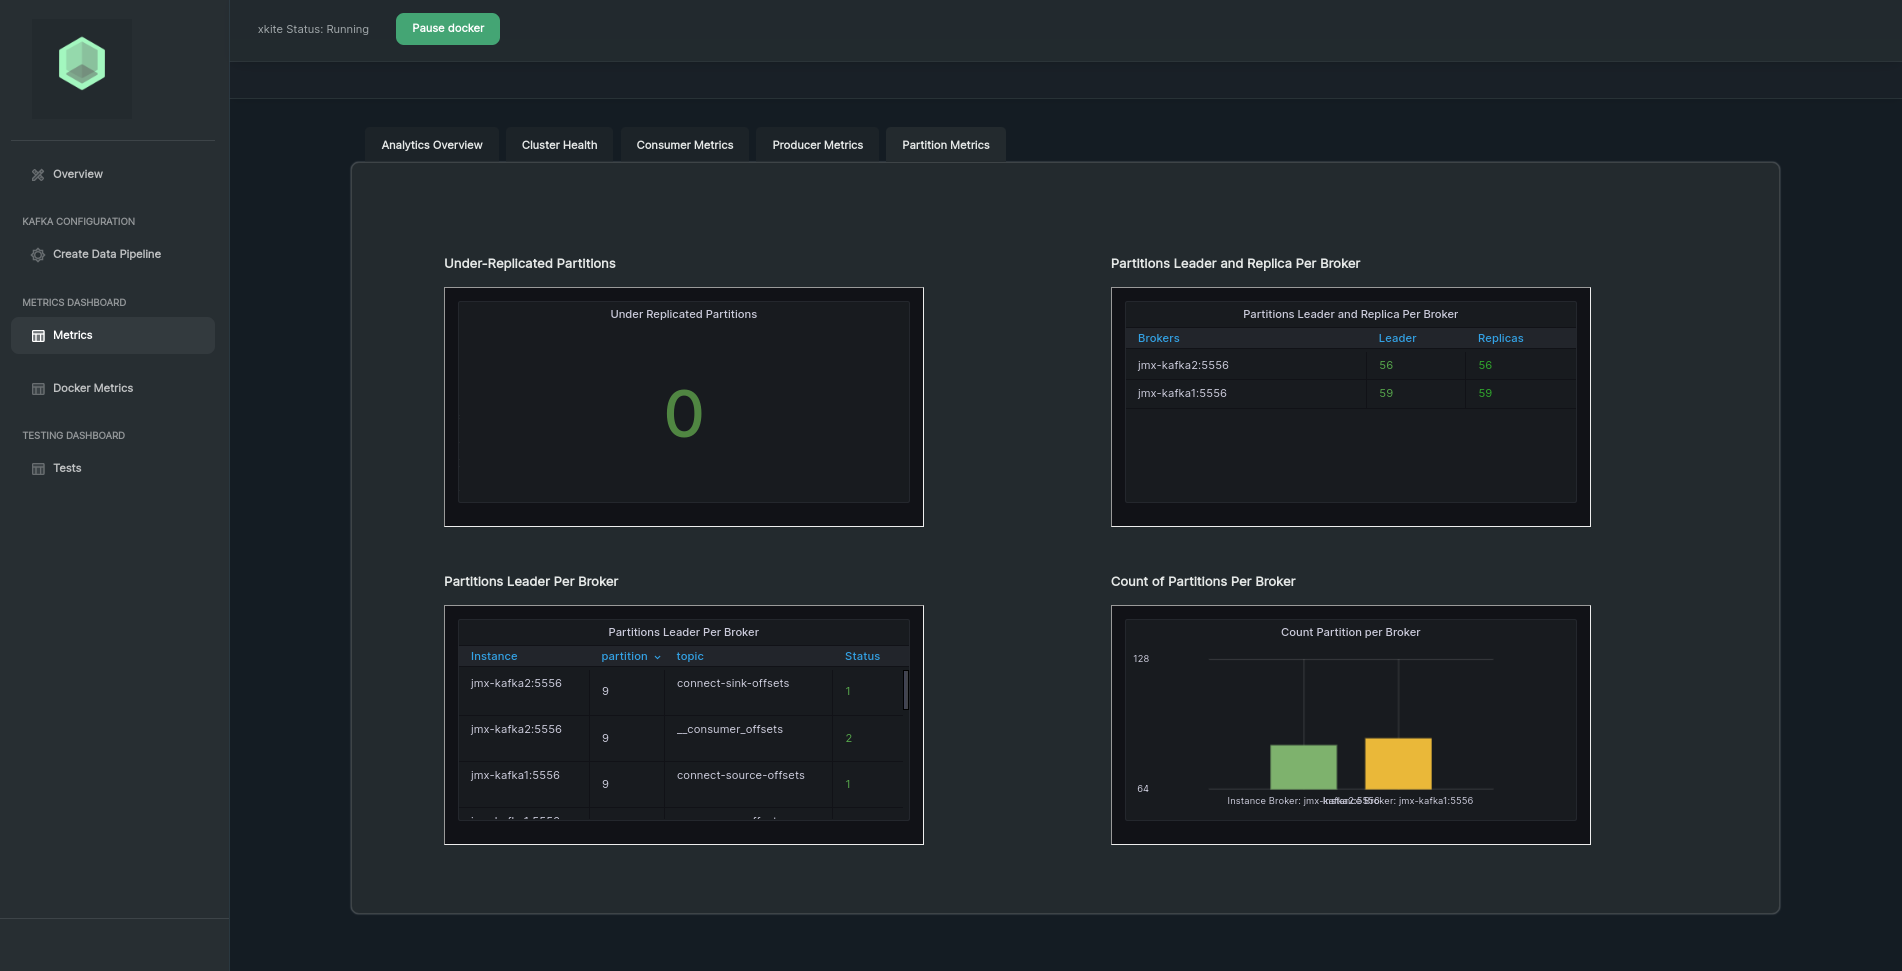 xkite Status: Running
Pause docker
Overview
KAFKA CONFIGURATION
Create Data Pipeline
METRICS DASHBOARD
Metrics
Docker Metrics
TESTING DASHBOARD
Tests
Analytics Overview
Cluster Health
Consumer Metrics
Producer Metrics
Partition Metrics
Under-Replicated Partitions
Under Replicated Partitions
0
Partitions Leader and Replica Per Broker
Partitions Leader and Replica Per Broker
Brokers Leader Replicas
jmx-kafka2:5556 56 56
jmx-kafka1:5556 59 59
Partitions Leader Per Broker
Partitions Leader Per Broker
Instance partition topic Status
jmx-kafka2:5556 9 connect-sink-offsets 1
jmx-kafka2:5556 9 __consumer_offsets 2
jmx-kafka1:5556 9 connect-source-offsets 1
Count of Partitions Per Broker
Count Partition per Broker
128
64
Instance Broker: jmx-kafka2:5556
Instance Broker: jmx-kafka1:5556